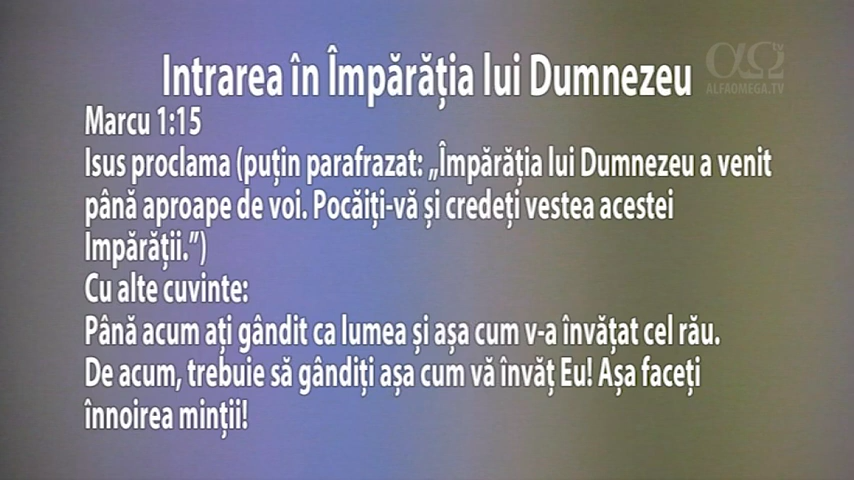 Intrarea în Împărăția lui Dumnezeu
αΩ tv
ALFAOMEGA.TV
Marcu 1:15
Isus proclama (puțin parafrazat: „Împărăția lui Dumnezeu a venit
până aproape de voi. Pocăiți-vă și credeți vestea acestei
Impărății.”)
Cu alte cuvinte:
Până acum ați gândit ca lumea și așa cum v-a învățat cel rău.
De acum, trebuie să gândiți așa cum vă învăț Eu! Așa faceți
înnoirea minții!